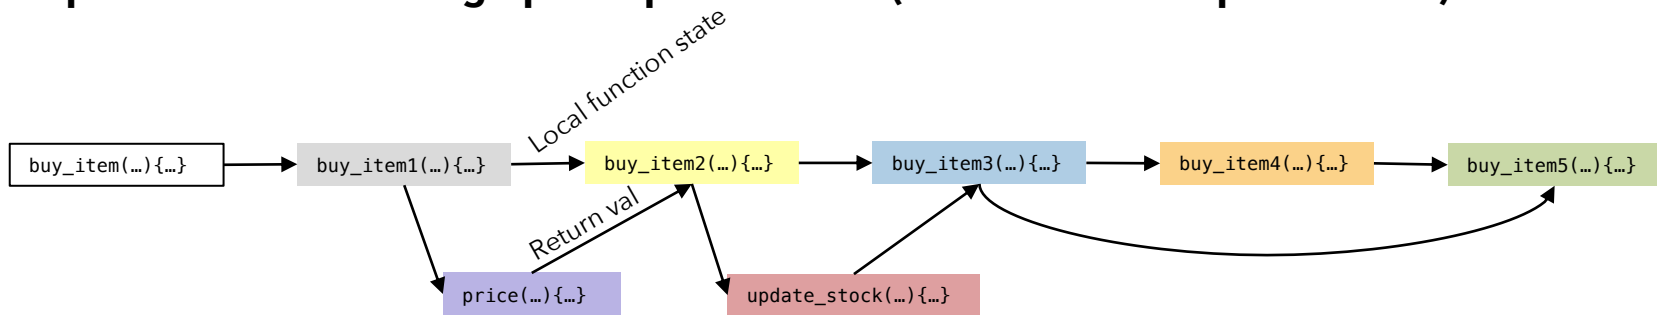 Local function state
buy_item(…){…}
buy_item1(…){…}
buy_item2(…){…}
buy_item3(…){…}
buy_item4(…){…}
buy_item5(…){…}
Return val
price(…){…}
update_stock(…){…}